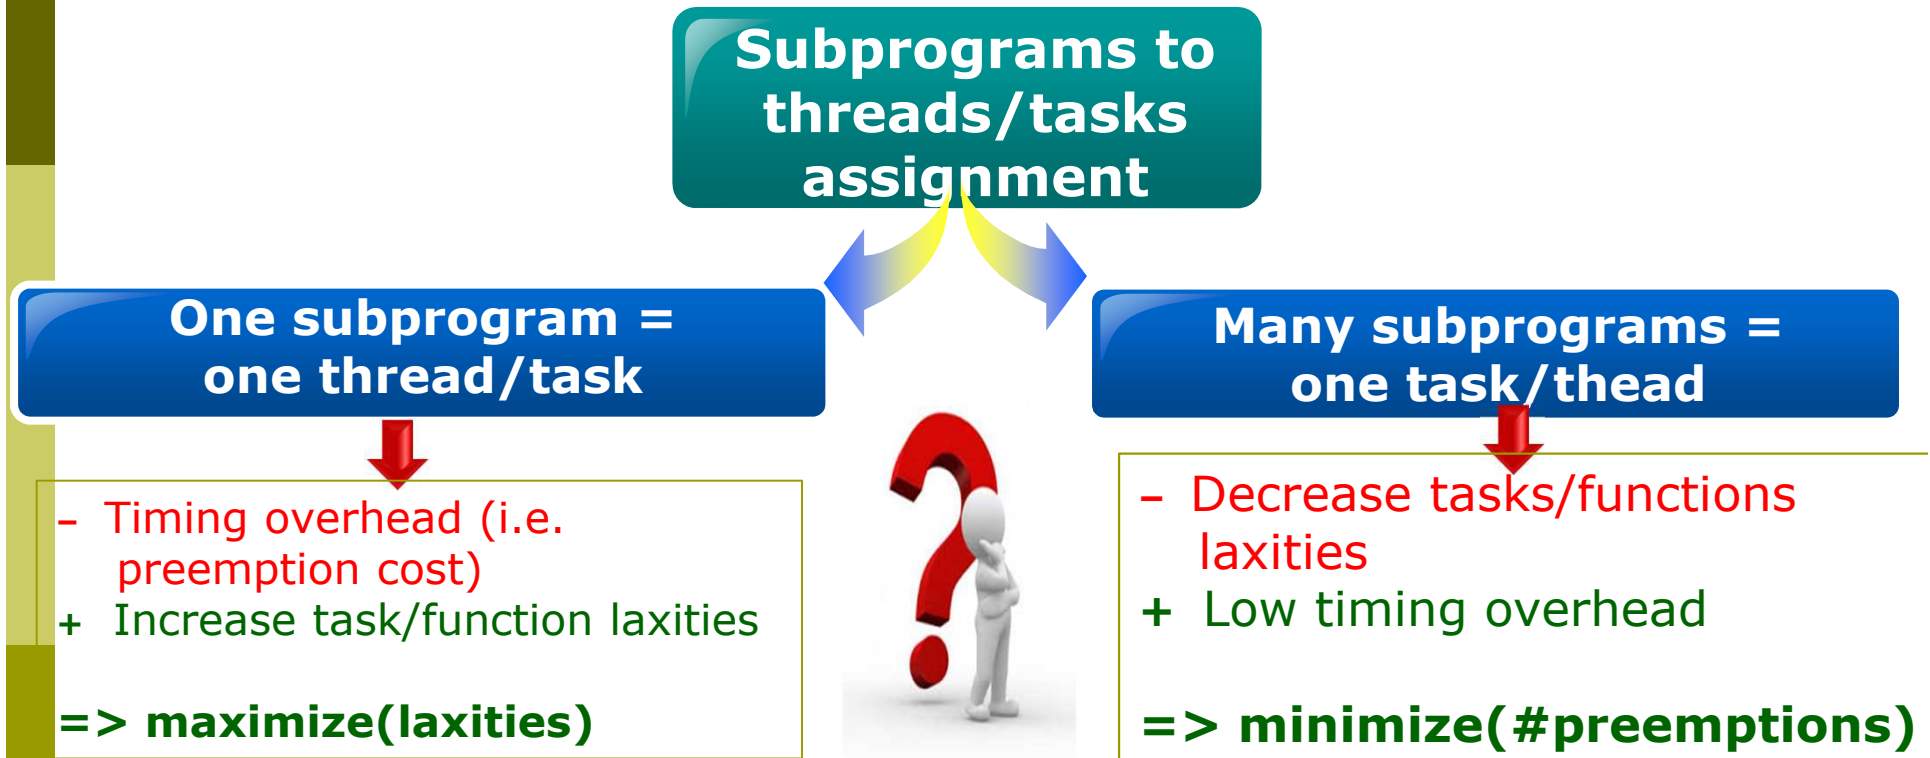 Subprograms to
threads/tasks
assignment
One subprogram =
one thread/task
Many subprograms =
one task/thead
– Timing overhead (i.e.
preemption cost)
+ Increase task/function laxities
=> maximize(laxities)
– Decrease tasks/functions
laxities
+ Low timing overhead
=> minimize(#preemptions)